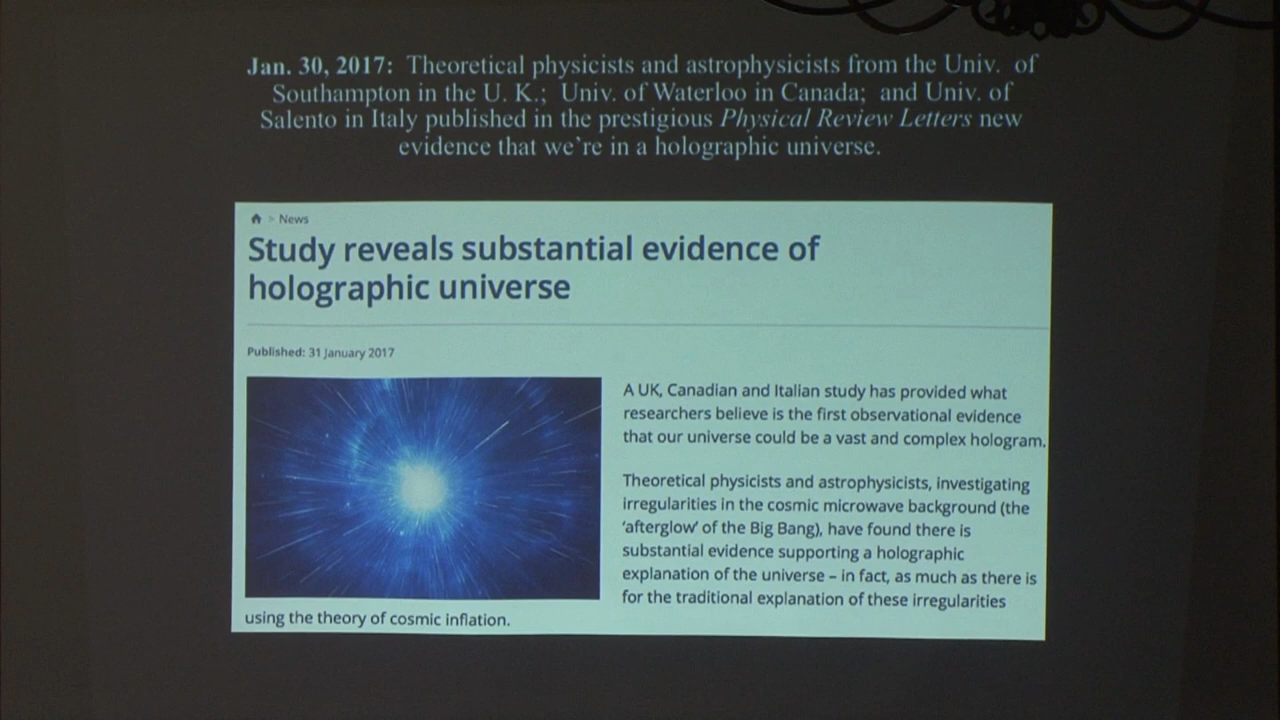 Jan. 30, 2017: Theoretical physicists and astrophysicists from the Univ. of
Southampton in the U. K.; Univ. of Waterloo in Canada; and Univ. of
Salento in Italy published in the prestigious Physical Review Letters new
evidence that we're in a holographic universe.
> News
Study reveals substantial evidence of
holographic universe
Published: 31 January 2017
A UK, Canadian and Italian study has provided what
researchers believe is the first observational evidence
that our universe could be a vast and complex hologram.
Theoretical physicists and astrophysicists, investigating
irregularities in the cosmic microwave background (the
'afterglow' of the Big Bang), have found there is
substantial evidence supporting a holographic
explanation of the universe – in fact, as much as there is
for the traditional explanation of these irregularities
using the theory of cosmic inflation.